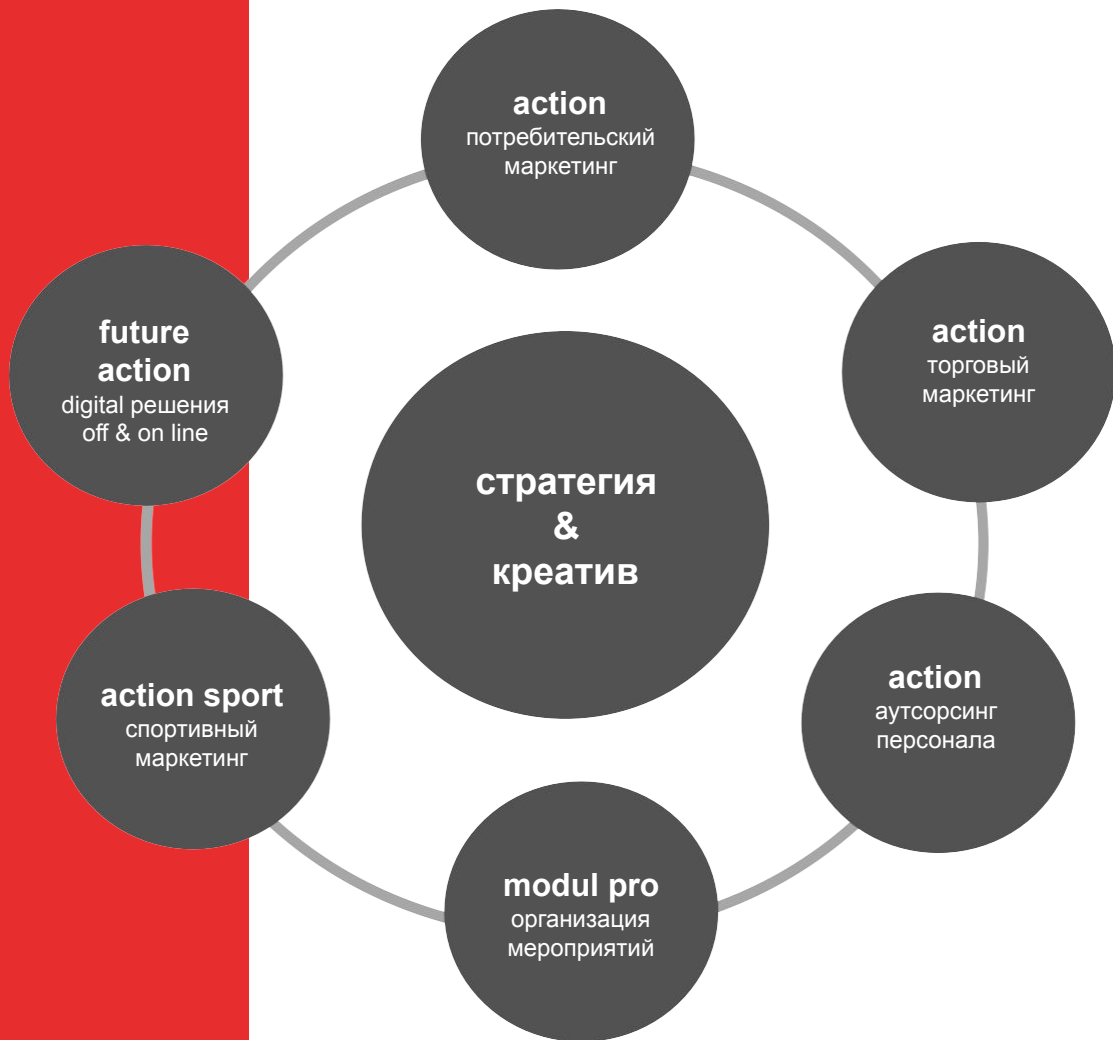 action
потребительский
маркетинг
action
торговый
маркетинг
future
action
digital решения
off & on line
стратегия
&
креатив
action sport
спортивный
маркетинг
action
аутсорсинг
персонала
modul pro
организация
мероприятий